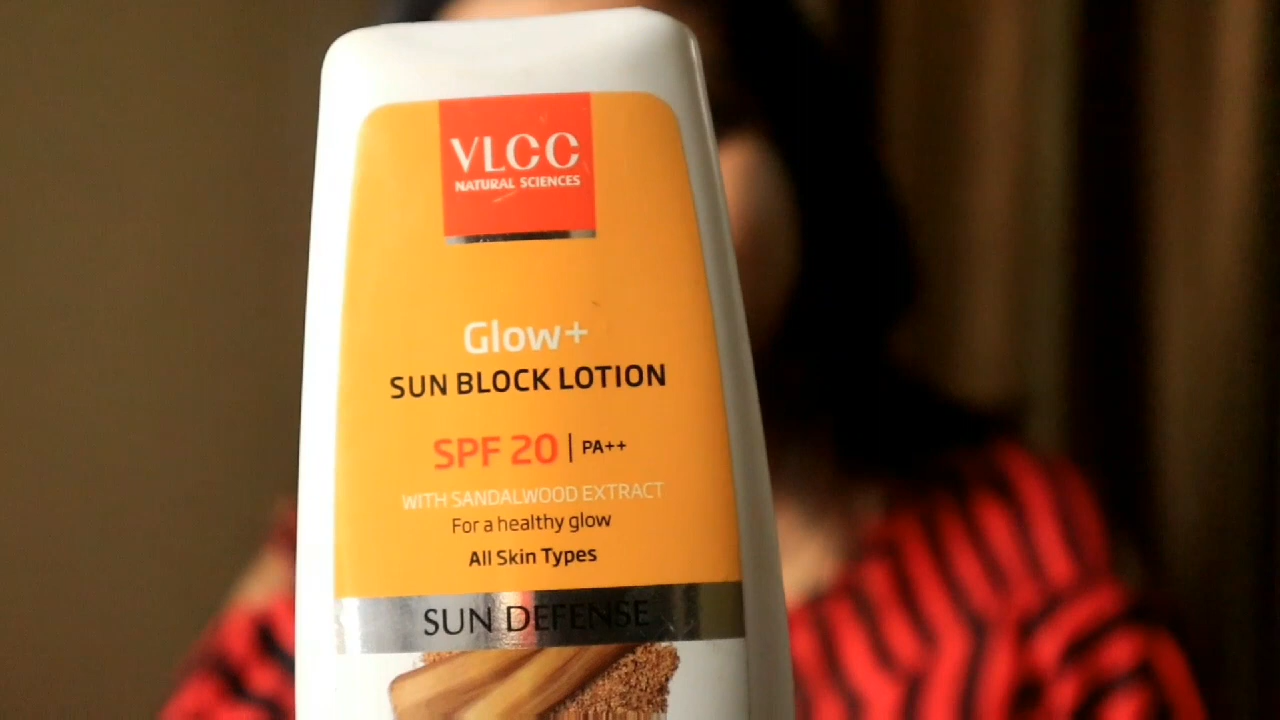 VLCC
NATURAL SCIENCES
Glow+
SUN BLOCK LOTION
SPF 20 | PA++
WITH SANDALWOOD EXTRACT
For a healthy glow
All Skin Types
SUN DEFENSE